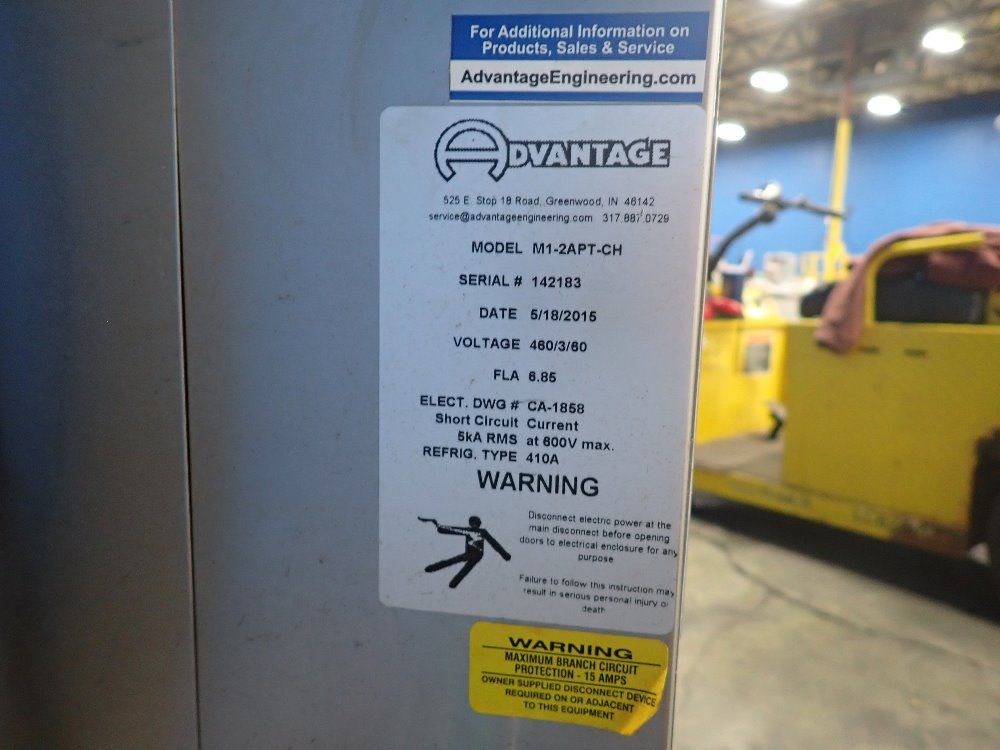 For Additional Information on
Products, Sales & Service
AdvantageEngineering.com
ADVANTAGE
525 E. Stop 18 Road, Greenwood, IN 46142
service@advantageengineering.com 317.887.0729
MODEL M1-2APT-CH
SERIAL # 142183
DATE 5/18/2015
VOLTAGE 460/3/60
FLA 6.85
ELECT. DWG # CA-1858
Short Circuit Current
5kA RMS at 600V max.
REFRIG. TYPE 410A
WARNING
Disconnect electric power at the
main disconnect before opening
doors to electrical enclosure for any
purpose
Failure to follow this instruction may
result in serious personal injury or
death
WARNING
MAXIMUM BRANCH CIRCUIT
PROTECTION - 15 AMPS
OWNER SUPPLIED DISCONNECT DEVICE
REQUIRED ON OR ADJACENT
TO THIS EQUIPMENT